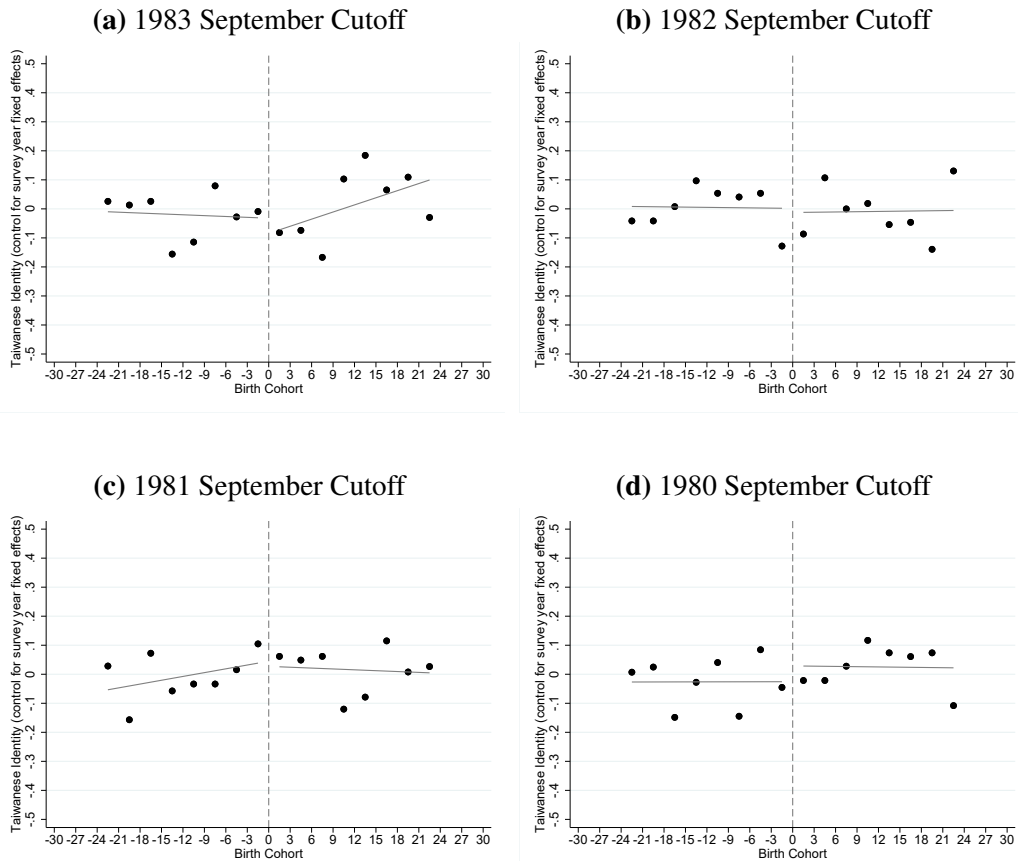 (a) 1983 September Cutoff
Taiwanese Identity (control for survey year fixed effects)
.5
.4
.3
.2
.1
0
-.1
-.2
-.3
-.4
-.5
-30 -27 -24 -21 -18 -15 -12 -9 -6 -3 0 3 6 9 12 15 18 21 24 27 30
Birth Cohort
(b) 1982 September Cutoff
Taiwanese Identity (control for survey year fixed effects)
.5
.4
.3
.2
.1
0
-.1
-.2
-.3
-.4
-.5
-30 -27 -24 -21 -18 -15 -12 -9 -6 -3 0 3 6 9 12 15 18 21 24 27 30
Birth Cohort
(c) 1981 September Cutoff
Taiwanese Identity (control for survey year fixed effects)
.5
.4
.3
.2
.1
0
-.1
-.2
-.3
-.4
-.5
-30 -27 -24 -21 -18 -15 -12 -9 -6 -3 0 3 6 9 12 15 18 21 24 27 30
Birth Cohort
(d) 1980 September Cutoff
Taiwanese Identity (control for survey year fixed effects)
.5
.4
.3
.2
.1
0
-.1
-.2
-.3
-.4
-.5
-30 -27 -24 -21 -18 -15 -12 -9 -6 -3 0 3 6 9 12 15 18 21 24 27 30
Birth Cohort